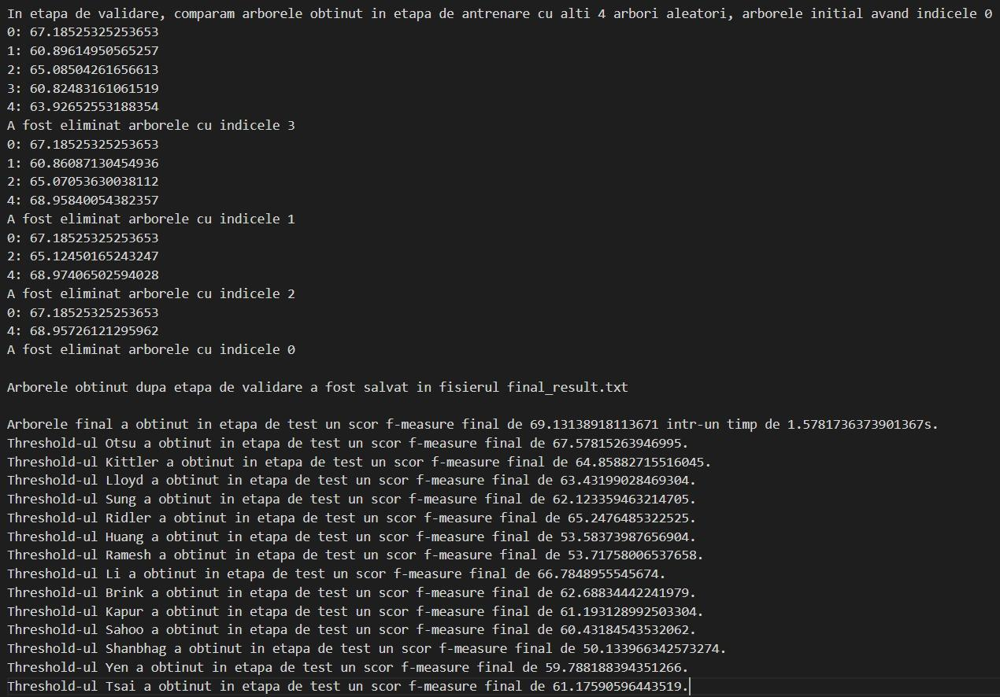 In etapa de validare, comparam arborele obtinut in etapa de antrenare cu alti 4 arbori aleatori, arborele initial avand indicele 0
0: 67.18525325253653
1: 60.89614950565257
2: 65.08504261656613
3: 60.82483161061519
4: 63.92652553188354
A fost eliminat arborele cu indicele 3
0: 67.18525325253653
1: 60.86087130454936
2: 65.07053630038112
4: 68.95840054382357
A fost eliminat arborele cu indicele 1
0: 67.18525325253653
2: 65.12450165243247
4: 68.97406502594028
A fost eliminat arborele cu indicele 2
0: 67.18525325253653
4: 68.95726121295962
A fost eliminat arborele cu indicele 0
Arborele obtinut dupa etapa de validare a fost salvat in fisierul final_result.txt
Arborele final a obtinut in etapa de test un scor f-measure final de 69.13138918113671 intr-un timp de 1.5781736373901367s.
Threshold-ul Otsu a obtinut in etapa de test un scor f-measure final de 67.57815263946995.
Threshold-ul Kittler a obtinut in etapa de test un scor f-measure final de 64.85882715516045.
Threshold-ul Lloyd a obtinut in etapa de test un scor f-measure final de 63.43199028469304.
Threshold-ul Sung a obtinut in etapa de test un scor f-measure final de 62.123359463214705.
Threshold-ul Ridler a obtinut in etapa de test un scor f-measure final de 65.2476485322525.
Threshold-ul Huang a obtinut in etapa de test un scor f-measure final de 53.58373987656904.
Threshold-ul Ramesh a obtinut in etapa de test un scor f-measure final de 53.71758006537658.
Threshold-ul Li a obtinut in etapa de test un scor f-measure final de 66.7848955545674.
Threshold-ul Brink a obtinut in etapa de test un scor f-measure final de 62.68834442241979.
Threshold-ul Kapur a obtinut in etapa de test un scor f-measure final de 61.193128992503304.
Threshold-ul Sahoo a obtinut in etapa de test un scor f-measure final de 60.43184543532062.
Threshold-ul Shanbhag a obtinut in etapa de test un scor f-measure final de 50.133966342573274.
Threshold-ul Yen a obtinut in etapa de test un scor f-measure final de 59.788188394351266.
Threshold-ul Tsai a obtinut in etapa de test un scor f-measure final de 61.17590596443519.